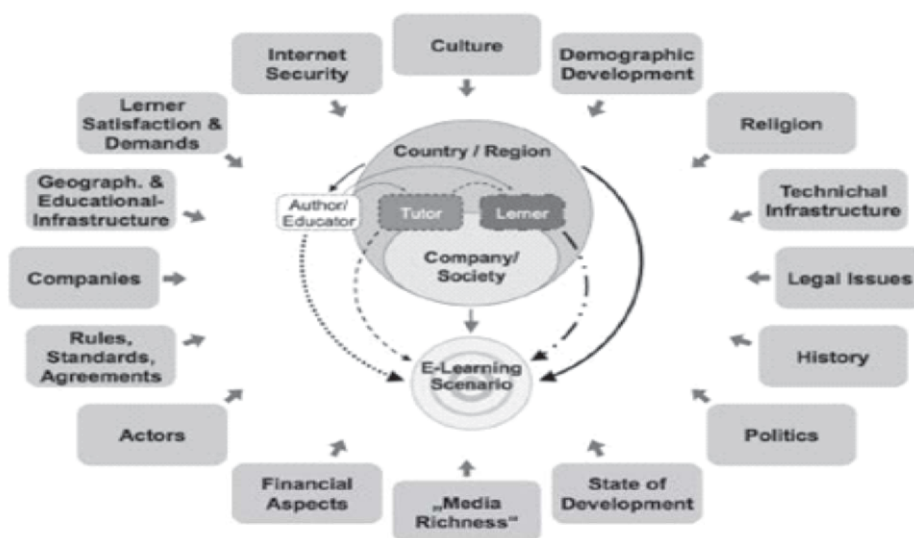 Culture
Internet
Security
Demographic
Development
Lerner
Satisfaction &
Demands
Religion
Country / Region
Geograph. &
Educational-
Infrastructure
Author/
Educator
Tutor
Lerner
Technichal
Infrastructure
Company/
Society
Companies
Legal Issues
Rules,
Standards,
Agreements
E-Learning
Scenario
History
Actors
Politics
Financial
Aspects
„Media
Richness“
State of
Development